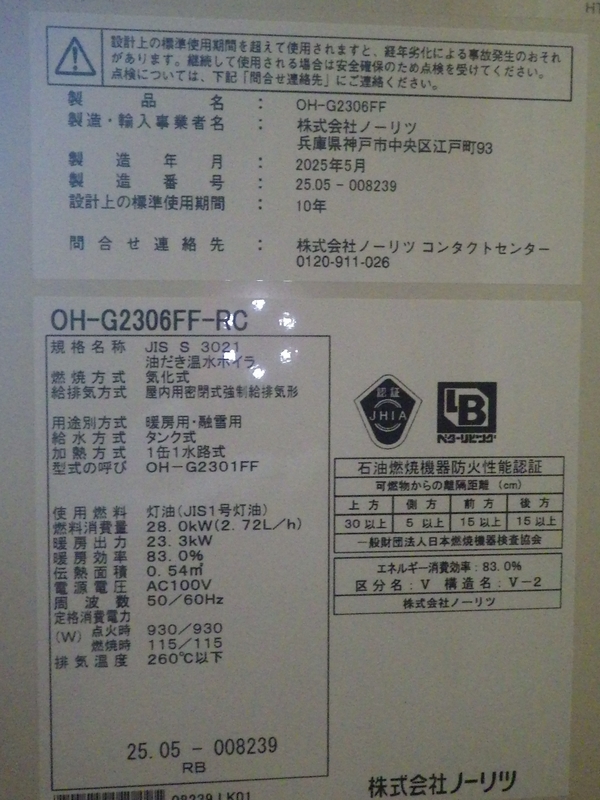 HT
設計上の標準使用期間を超えて使用されますと、経年劣化による事故発生のおそれ
があります。継続して使用される場合は安全確保のため点検を受けてください。
点検については、下記「問合せ連絡先」にご連絡ください。
製品名 : OH-G2306FF
製造・輸入事業者名 : 株式会社ノーリツ
兵庫県神戸市中央区江戸町93
製造年月 : 2025年5月
製造番号 : 25.05 - 008239
設計上の標準使用期間 : 10年
問合せ連絡先 : 株式会社ノーリツ コンタクトセンター
0120-911-026
OH-G2306FF-RC
規格名称 JIS S 3021
油だき温水ボイラ
燃焼方式 気化式
給排気方式 屋内用密閉式強制給排気形
用途別方式 暖房用・融雪用
給水方式 タンク式
加熱方式 1缶1水路式
型式の呼び OH-G2301FF
使用燃料 灯油(JIS1号灯油)
燃料消費量 28.0kW(2.72L/h)
暖房出力 23.3kW
暖房効率 83.0%
伝熱面積 0.54㎡
電源電圧 AC100V
周波数 50/60Hz
定格消費電力
(W) 点火時 930/930
燃焼時 115/115
排気温度 260℃以下
25.05 - 008239
RB
08239 LK01
認証
JHIA
LB
ベターリビング
石油燃焼機器防火性能認証
可燃物からの離隔距離 (cm)
上方 側方 前方 後方
30以上 5以上 15以上 15以上
一般財団法人日本燃焼機器検査協会
エネルギー消費効率:83.0%
区分名:V 構造名:V-2
株式会社ノーリツ
株式会社ノーリツ